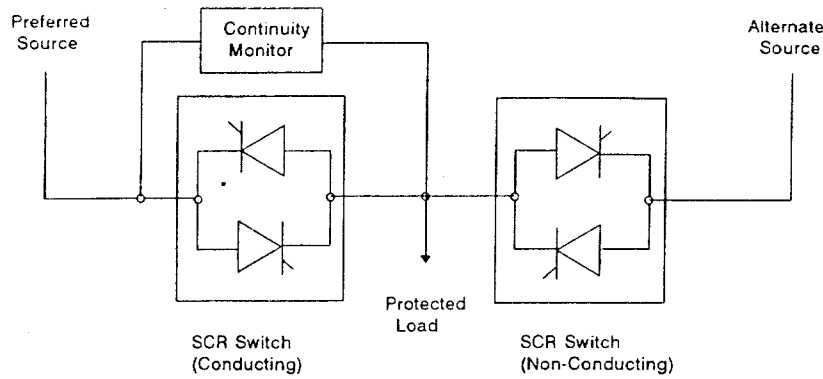 Preferred
Source
Continuity
Monitor
Alternate
Source
Protected
Load
SCR Switch
(Conducting)
SCR Switch
(Non-Conducting)